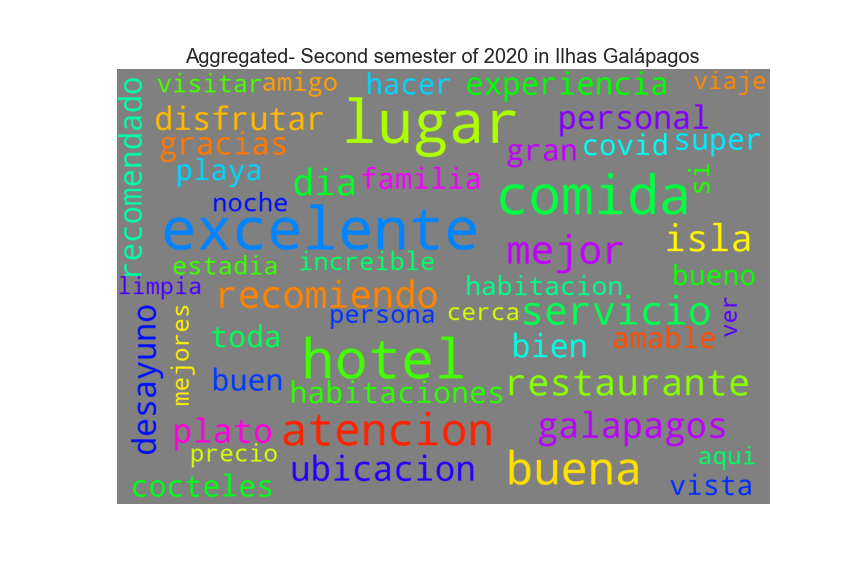 Aggregated- Second semester of 2020 in Ilhas Galápagos
recomendado
visitar
amigo
hacer
experiencia
viaje
disfrutar
lugar
personal
gracias
gran
covid
super
playa
dia
familia
si
noche
comida
excelente
mejor
isla
estadia
increible
habitacion
bueno
limpia
recomiendo
persona
cerca
servicio
ver
desayuno
mejores
toda
hotel
bien
amable
buen
habitaciones
restaurante
plato
atencion
galapagos
precio
ubicacion
buena
aqui
cocteles
vista